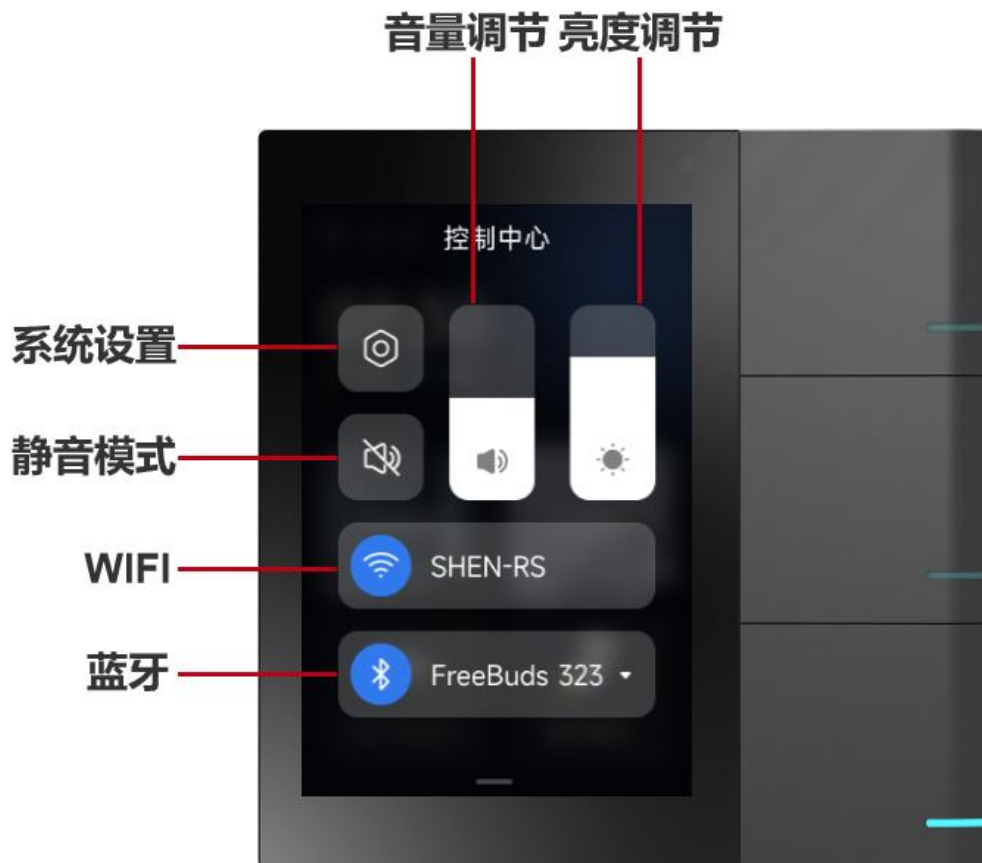 音量调节 亮度调节
控制中心
系统设置
静音模式
WIFI
SHEN-RS
蓝牙
FreeBuds 323